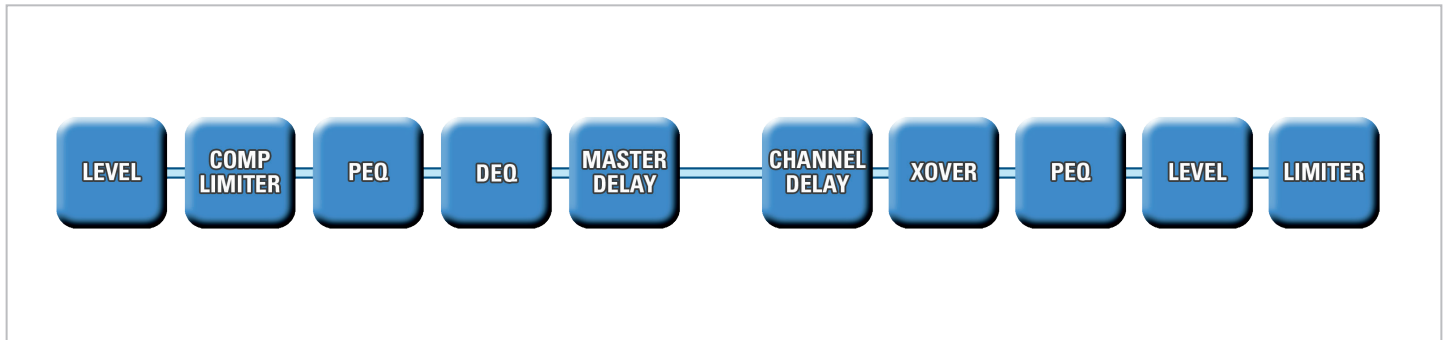 LEVEL
COMP
LIMITER
PEQ
DEQ
MASTER
DELAY
CHANNEL
DELAY
XOVER
PEQ
LEVEL
LIMITER